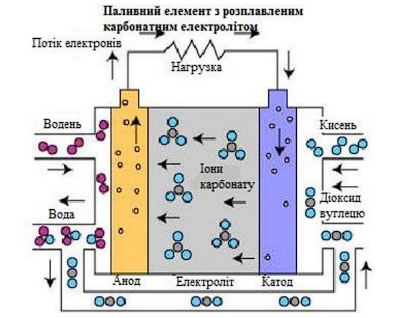 Паливний елемент з розплавленим
карбонатним електролітом
Потік електронів
Нагрузка
Водень
Кисень
Іони
карбонату
Діоксид
вуглецю
Вода
Анод
Електроліт
Катод